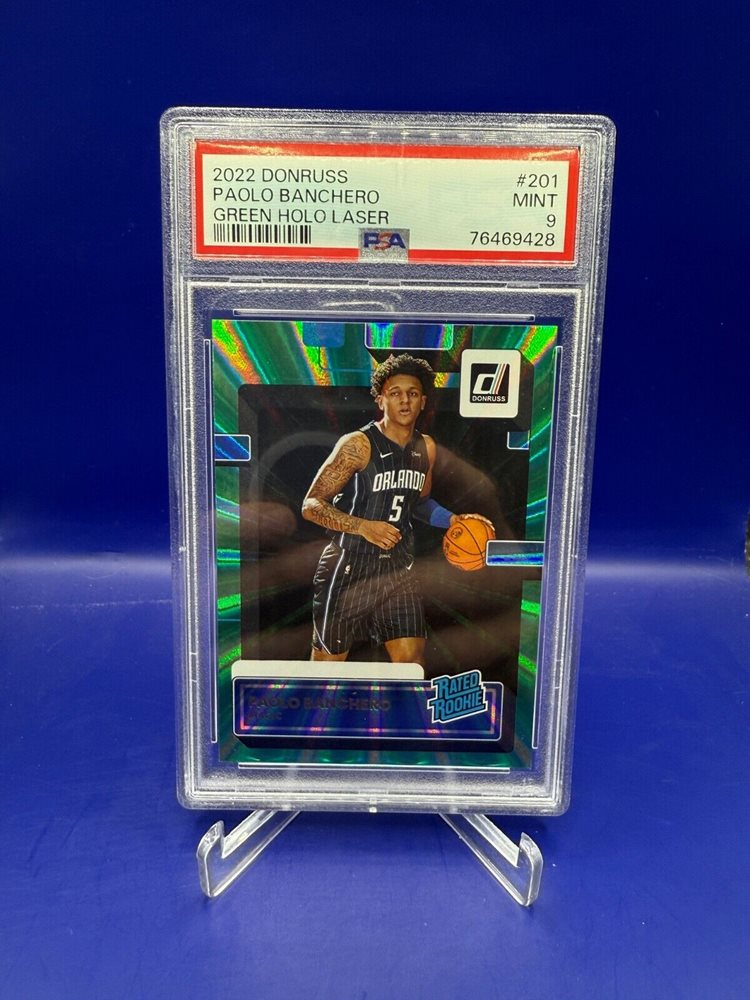 2022 DONRUSS #201
PAOLO BANCHERO MINT
GREEN HOLO LASER 9
PSA 76469428
DONRUSS
ORLANDO
5
PAOLO BANCHERO
RATED
ROOKIE